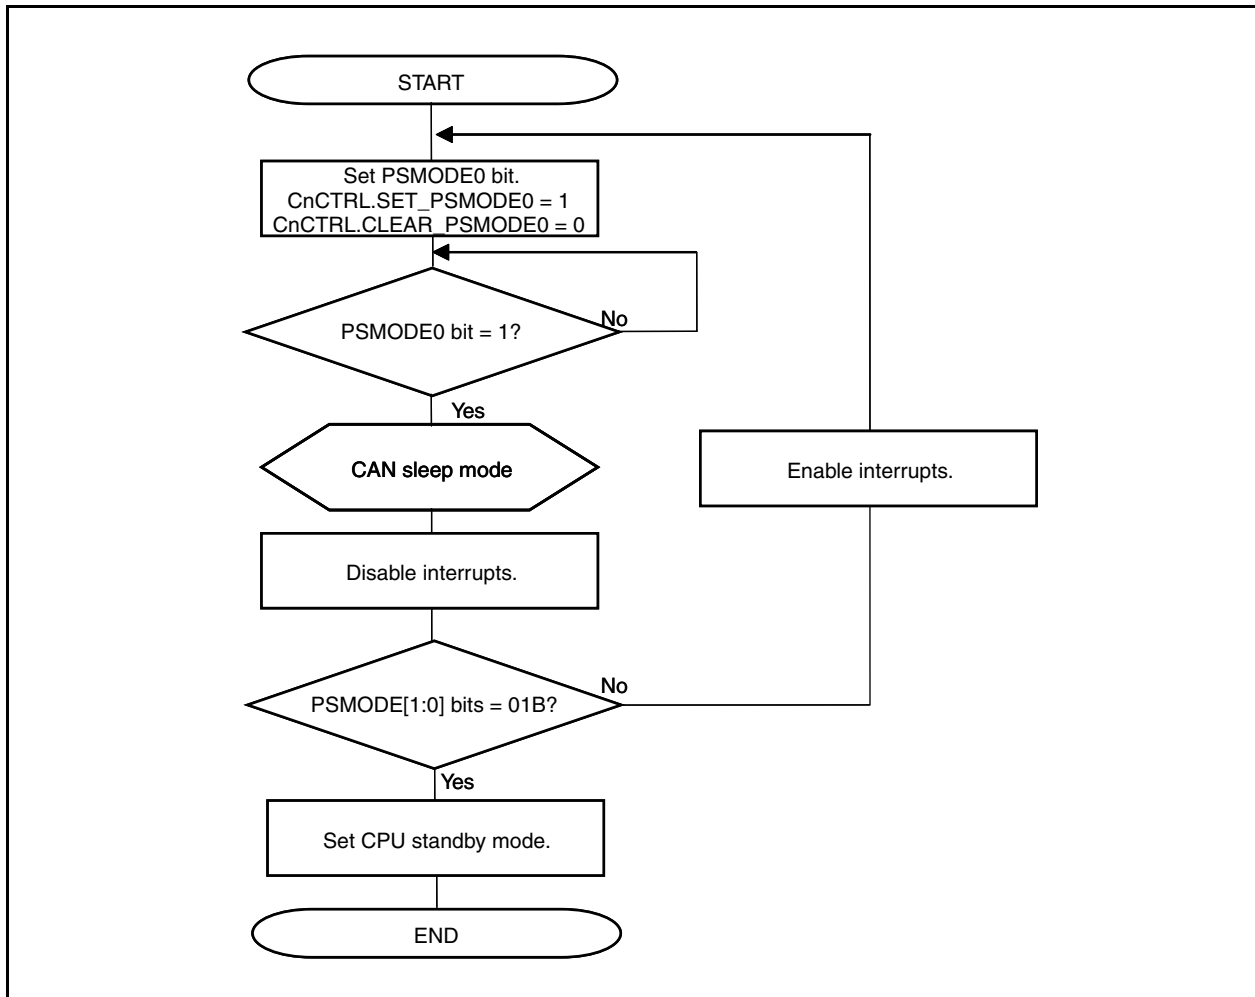 START
Set PSMODE0 bit.
CnCTRL.SET_PSMODE0 = 1
CnCTRL.CLEAR_PSMODE0 = 0
PSMODE0 bit = 1?
No
Yes
CAN sleep mode
Enable interrupts.
Disable interrupts.
PSMODE[1:0] bits = 01B?
No
Yes
Set CPU standby mode.
END